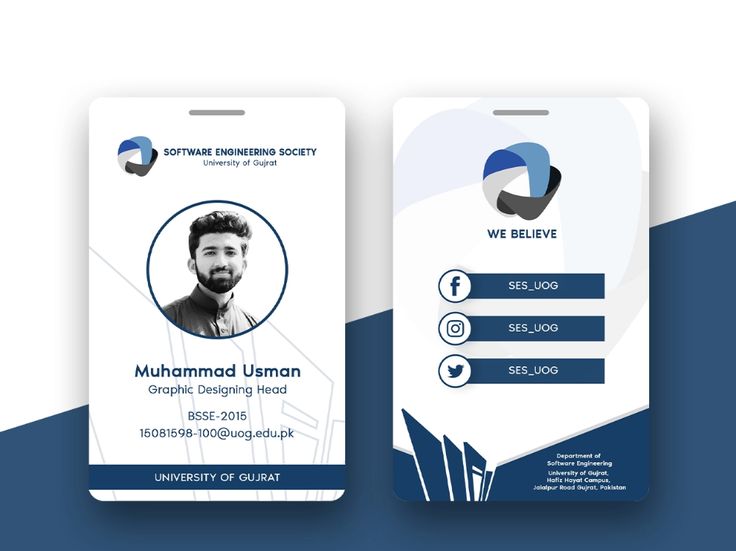 SOFTWARE ENGINEERING SOCIETY
University of Gujrat
Muhammad Usman
Graphic Designing Head
BSSE-2015
15081598-100@uog.edu.pk
UNIVERSITY OF GUJRAT
WE BELIEVE
SES_UOG
SES_UOG
SES_UOG
Department of
Software Engineering
University of Gujrat,
Hafiz Hayat Campus,
Jalalpur Road Gujrat, Pakistan